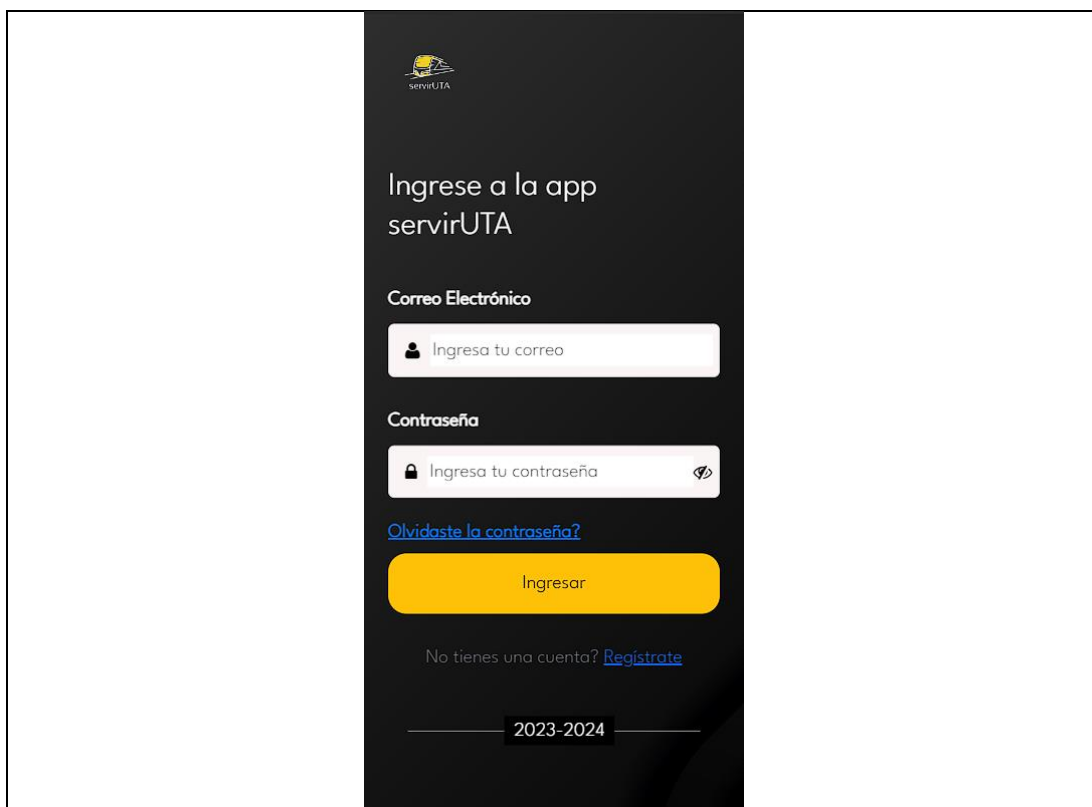 servirUTA
Ingrese a la app
servirUTA
Correo Electrónico
Ingresa tu correo
Contraseña
Ingresa tu contraseña
Olvidaste la contraseña?
Ingresar
No tienes una cuenta? Regístrate
2023-2024